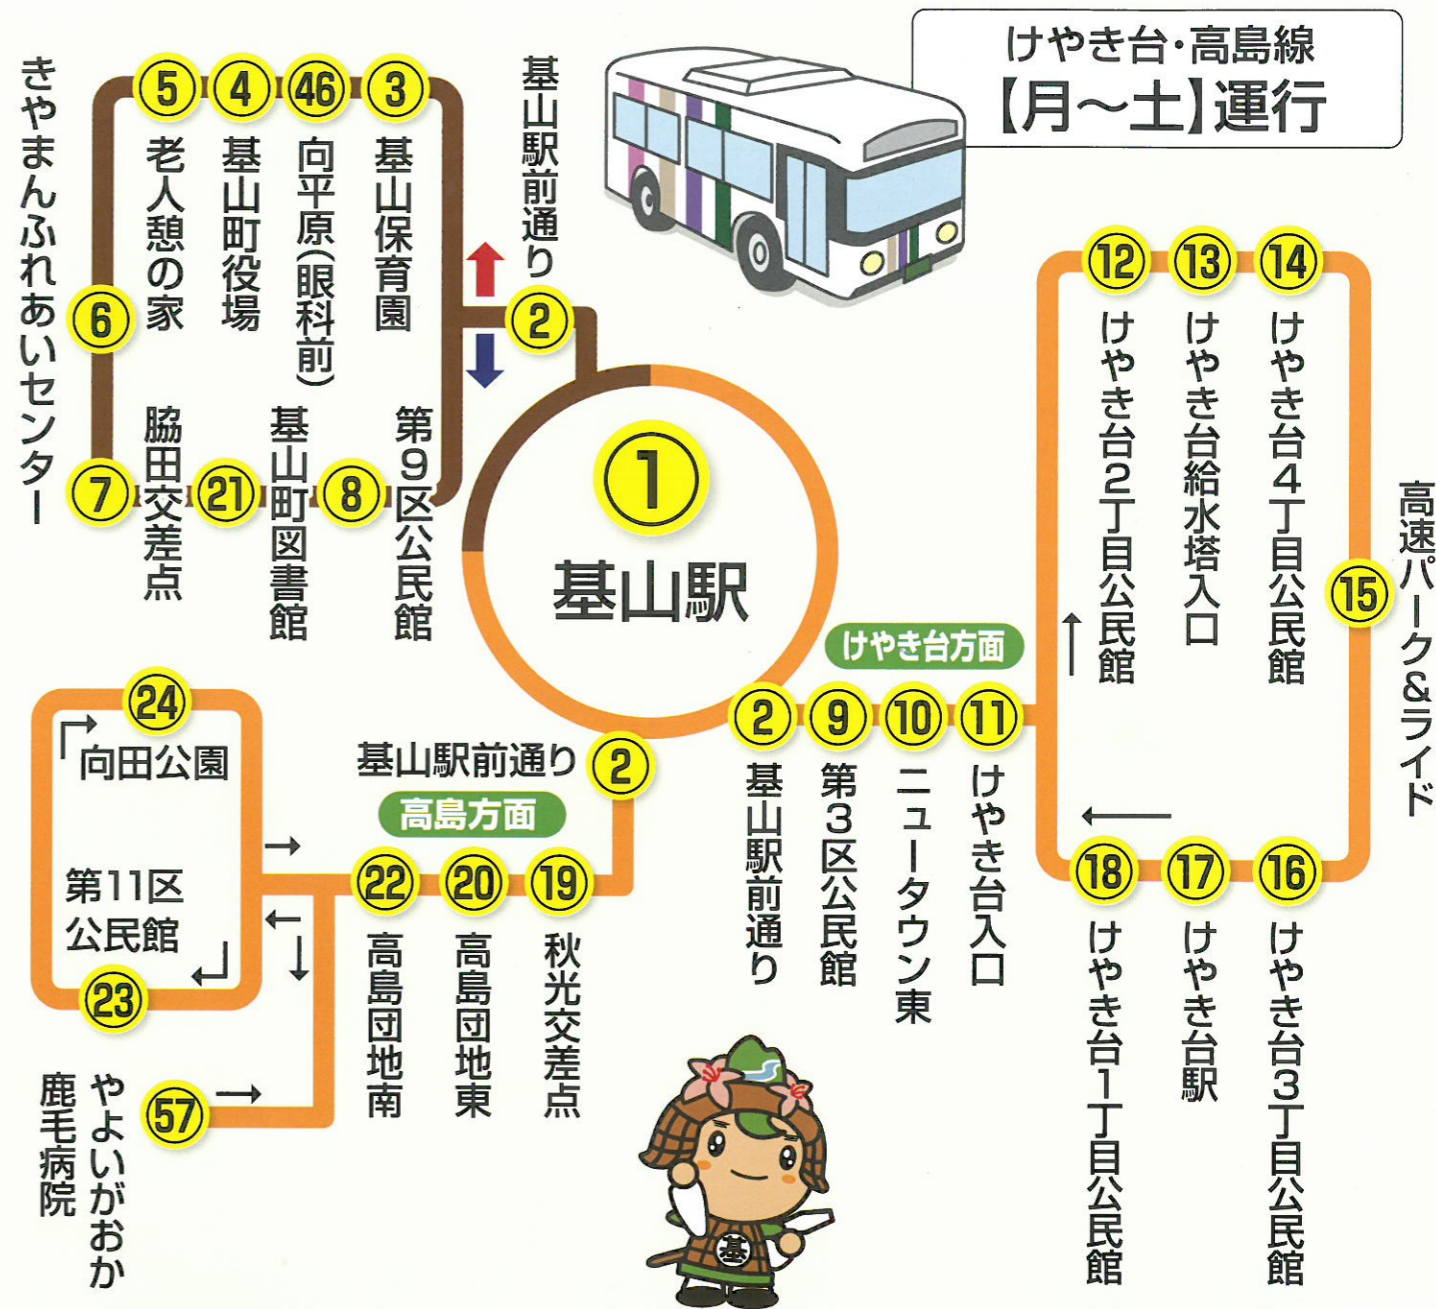 けやき台・高島線
【月〜土】運行
きやまんふれあいセンター
⑤
老人憩の家
④
基山町役場
㊻
向平原(眼科前)
③
基山保育園
基山駅前通り
②
⑥
⑦
脇田交差点
㉑
基山町図書館
⑧
第9区公民館
①
基山駅
けやき台方面
②
基山駅前通り
⑨
第3区公民館
⑩
ニュータウン東
⑪
けやき台入口
⑫
けやき台2丁目公民館
⑬
けやき台給水塔入口
⑭
けやき台4丁目公民館
⑮
高速パーク&ライド
⑯
けやき台3丁目公民館
⑰
けやき台駅
⑱
けやき台1丁目公民館
基山駅前通り
②
高島方面
⑲
秋光交差点
⑳
高島団地東
㉒
高島団地南
㉔
向田公園
第11区
公民館
㉓
57
やよいがおか
鹿毛病院
基